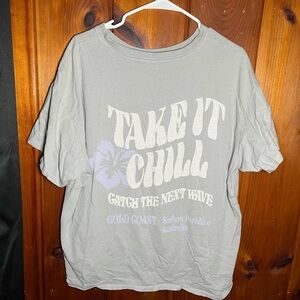 TAKE IT
CHILL
CATCH THE NEXT WAVE
GOLD COAST Surfers Paradise
Australia